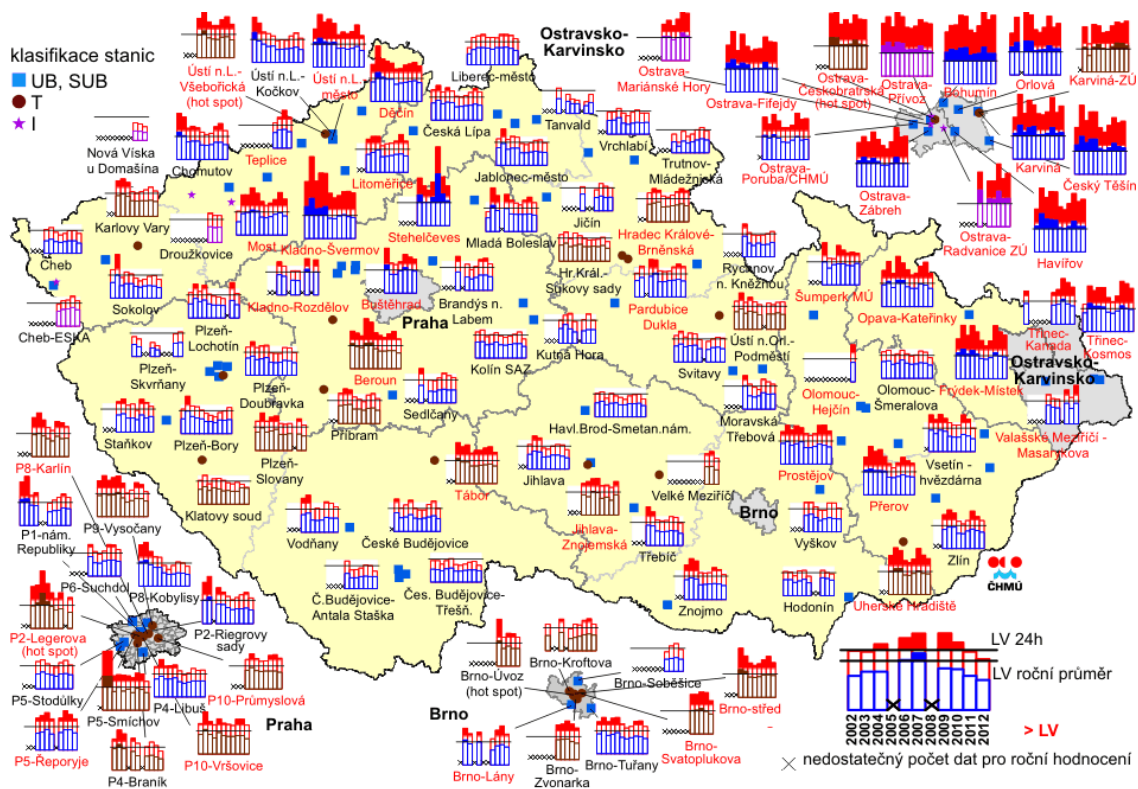 klasifikace stanic
UB, SUB
T
I
Ústí n.L.-
Všebořická
(hot spot)
Ústí n.L.-
Kočkov
Ústí n.L.-
město
Děčín
Liberec-město
Ostravsko-
Karvinsko
Ostrava-
Mariánské Hory
Ostrava-Fifejdy
Ostrava-
Českobratrská
(hot spot)
Ostrava-
Přívoz
Bohumín
Orlová
Karviná-ZÚ
Nová Víska
u Domašína
Chomutov
Teplice
Litoměřice
Česká Lípa
Jablonec-město
Tanvald
Vrchlabí
Trutnov-
Mládežnická
Ostrava-
Poruba/CHMÚ
Ostrava-
Zábřeh
Karviná
Český Těšín
Ostrava-
Radvanice ZÚ
Havířov
Karlovy Vary
Droužkovice
Most
Kladno-Švermov
Stehelčeves
Mladá Boleslav
Jičín
Hradec Králové-
Brněnská
Cheb
Sokolov
Kladno-Rozdělov
Buštěhrad
Brandýs n.
Labem
Hr.Král.-
Sukovy sady
Rychnov
n. Kněžnou
Šumperk MÚ
Opava-Kateřinky
Třinec-
Kanada
Třinec-
Kosmos
Cheb-ESKA
Plzeň-
Lochotín
Praha
Pardubice
Dukla
Plzeň-
Skvrňany
Plzeň-
Doubravka
Beroun
Kolín SAZ
Kutná Hora
Ústí n.Orl.-
Podměstí
Svitavy
Olomouc-
Hejčín
Olomouc-
Šmeralova
Frýdek-Místek
Ostravsko-
Karvinsko
Staňkov
Plzeň-Bory
Plzeň-
Slovany
Příbram
Sedlčany
Havl.Brod-Smetan.nám.
Moravská
Třebová
Valašské Meziříčí -
Masarykova
P8-Karlín
Klatovy soud
Tábor
Jihlava
Velké Meziříčí
Prostějov
Přerov
Vsetín -
hvězdárna
P9-Vysočany
P1-nám.
Republiky
Vodňany
České Budějovice
Jihlava-
Znojemská
Třebíč
Brno
Vyškov
Zlín
P6-Suchdol
P8-Kobylisy
Č.Budějovice-
Antala Staška
Čes. Budějovice-
Třešň.
Znojmo
Hodonín
Uherské Hradiště
ČHMÚ
P2-Legerova
(hot spot)
P2-Riegrovy
sady
P5-Stodůlky
P5-Smíchov
P4-Libuš
P10-Průmyslová
Praha
P5-Řeporyje
P4-Braník
P10-Vršovice
Brno-Úvoz
(hot spot)
Brno-Kroftova
Brno-Soběšice
Brno-střed
Brno
Brno-Lány
Brno-
Zvonarka
Brno-Tuřany
Brno-
Svatoplukova
LV 24h
LV roční průměr
2002
2003
2004
2005
2006
2007
2008
2009
2010
2011
2012
> LV
nedostatečný počet dat pro roční hodnocení